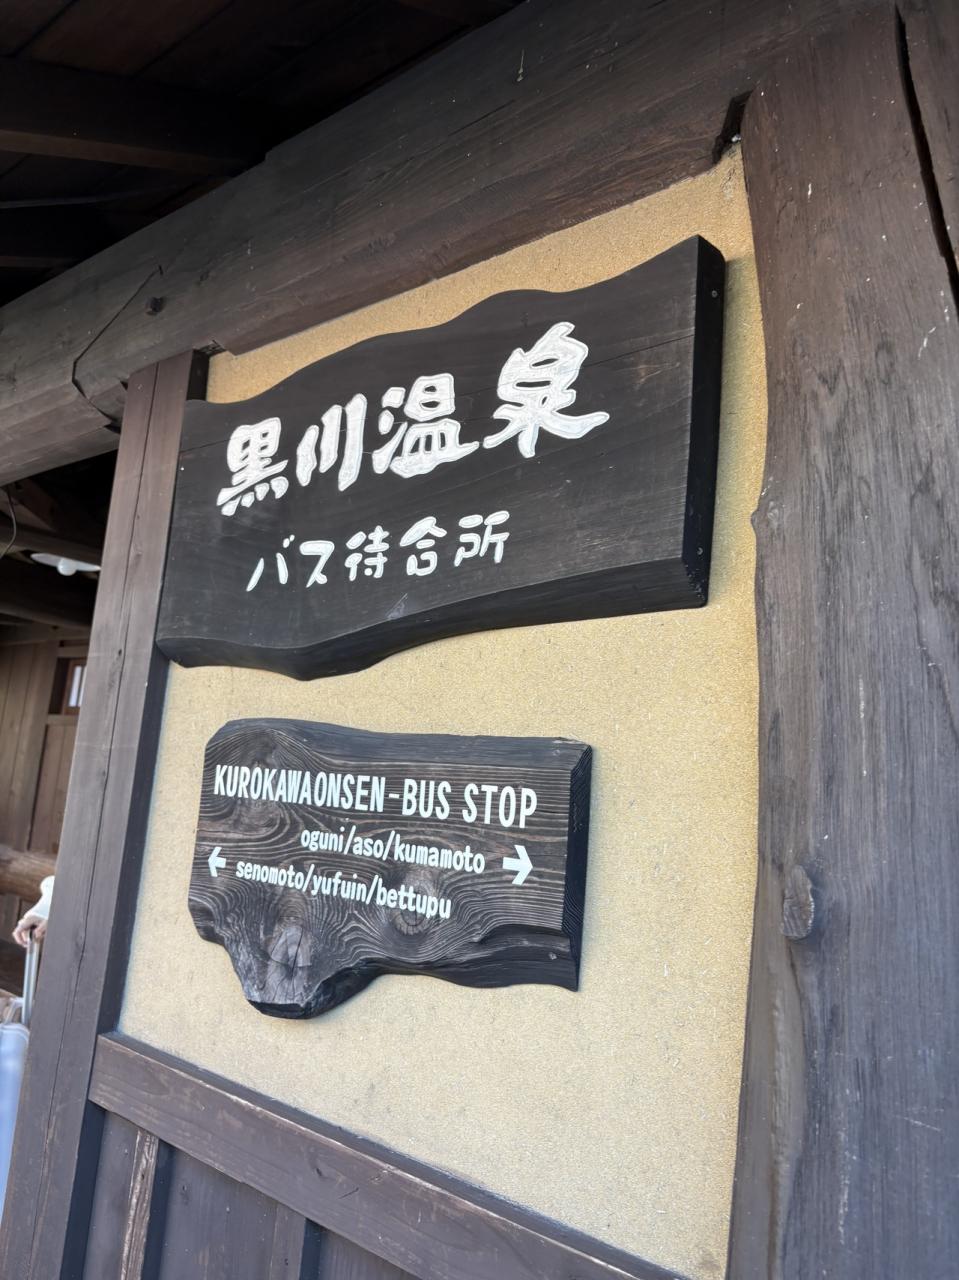 黒川温泉
バス待合所
KUROKAWAONSEN-BUS STOP
oguni/aso/kumamoto →
← senomoto/yufuin/bettupu